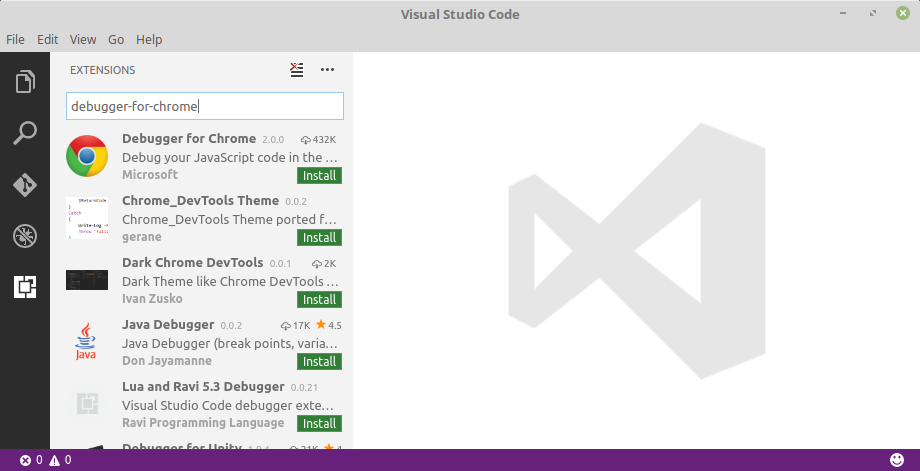 Visual Studio Code
File Edit View Go Help
EXTENSIONS
debugger-for-chrome
Debugger for Chrome 2.0.0 432K
Debug your JavaScript code in the ...
Microsoft Install
Chrome_DevTools Theme 0.0.2
Chrome_DevTools Theme ported f...
gerane Install
Dark Chrome DevTools 0.0.1 2K
Dark Theme like Chrome DevTools ...
Ivan Zusko Install
Java Debugger 0.0.2 17K 4.5
Java Debugger (break points, varia...
Don Jayamanne Install
Java
Lua and Ravi 5.3 Debugger 0.0.21
Visual Studio Code debugger exte...
Ravi Programming Language Install
Debugger for Unity
0 0